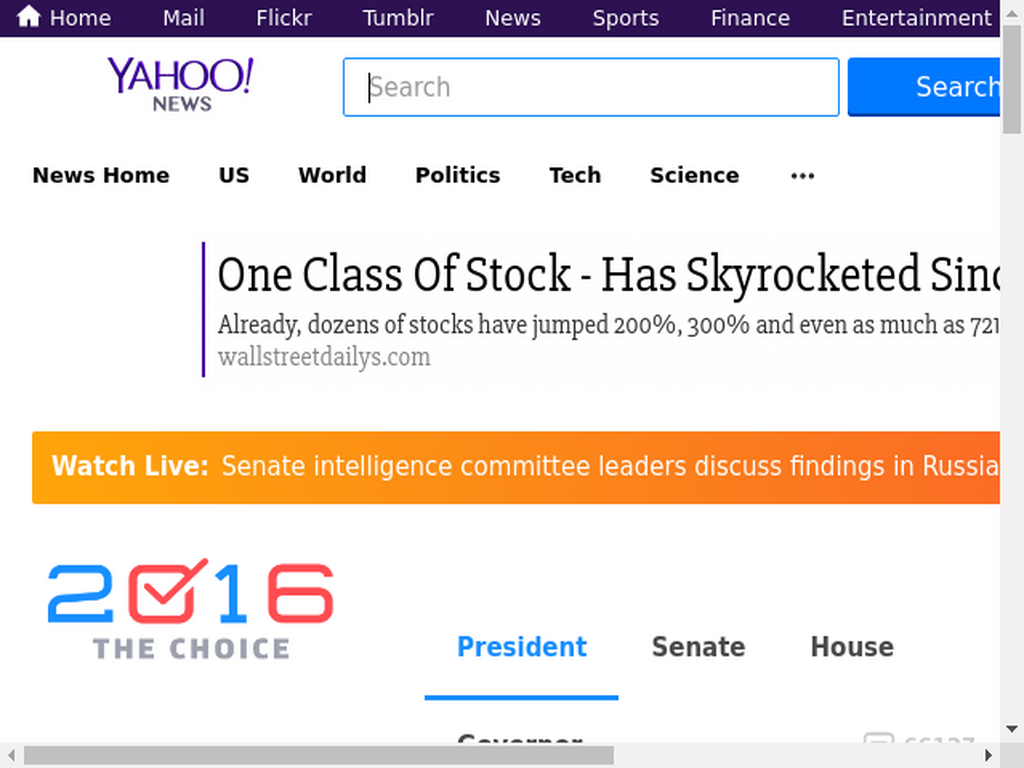 Home Mail Flickr Tumblr News Sports Finance Entertainment
YAHOO!
NEWS
Search
Search
News Home US World Politics Tech Science •••
One Class Of Stock - Has Skyrocketed Sinc
Already, dozens of stocks have jumped 200%, 300% and even as much as 721
wallstreetdailys.com
Watch Live: Senate intelligence committee leaders discuss findings in Russia
2016
THE CHOICE
President Senate House
Governor